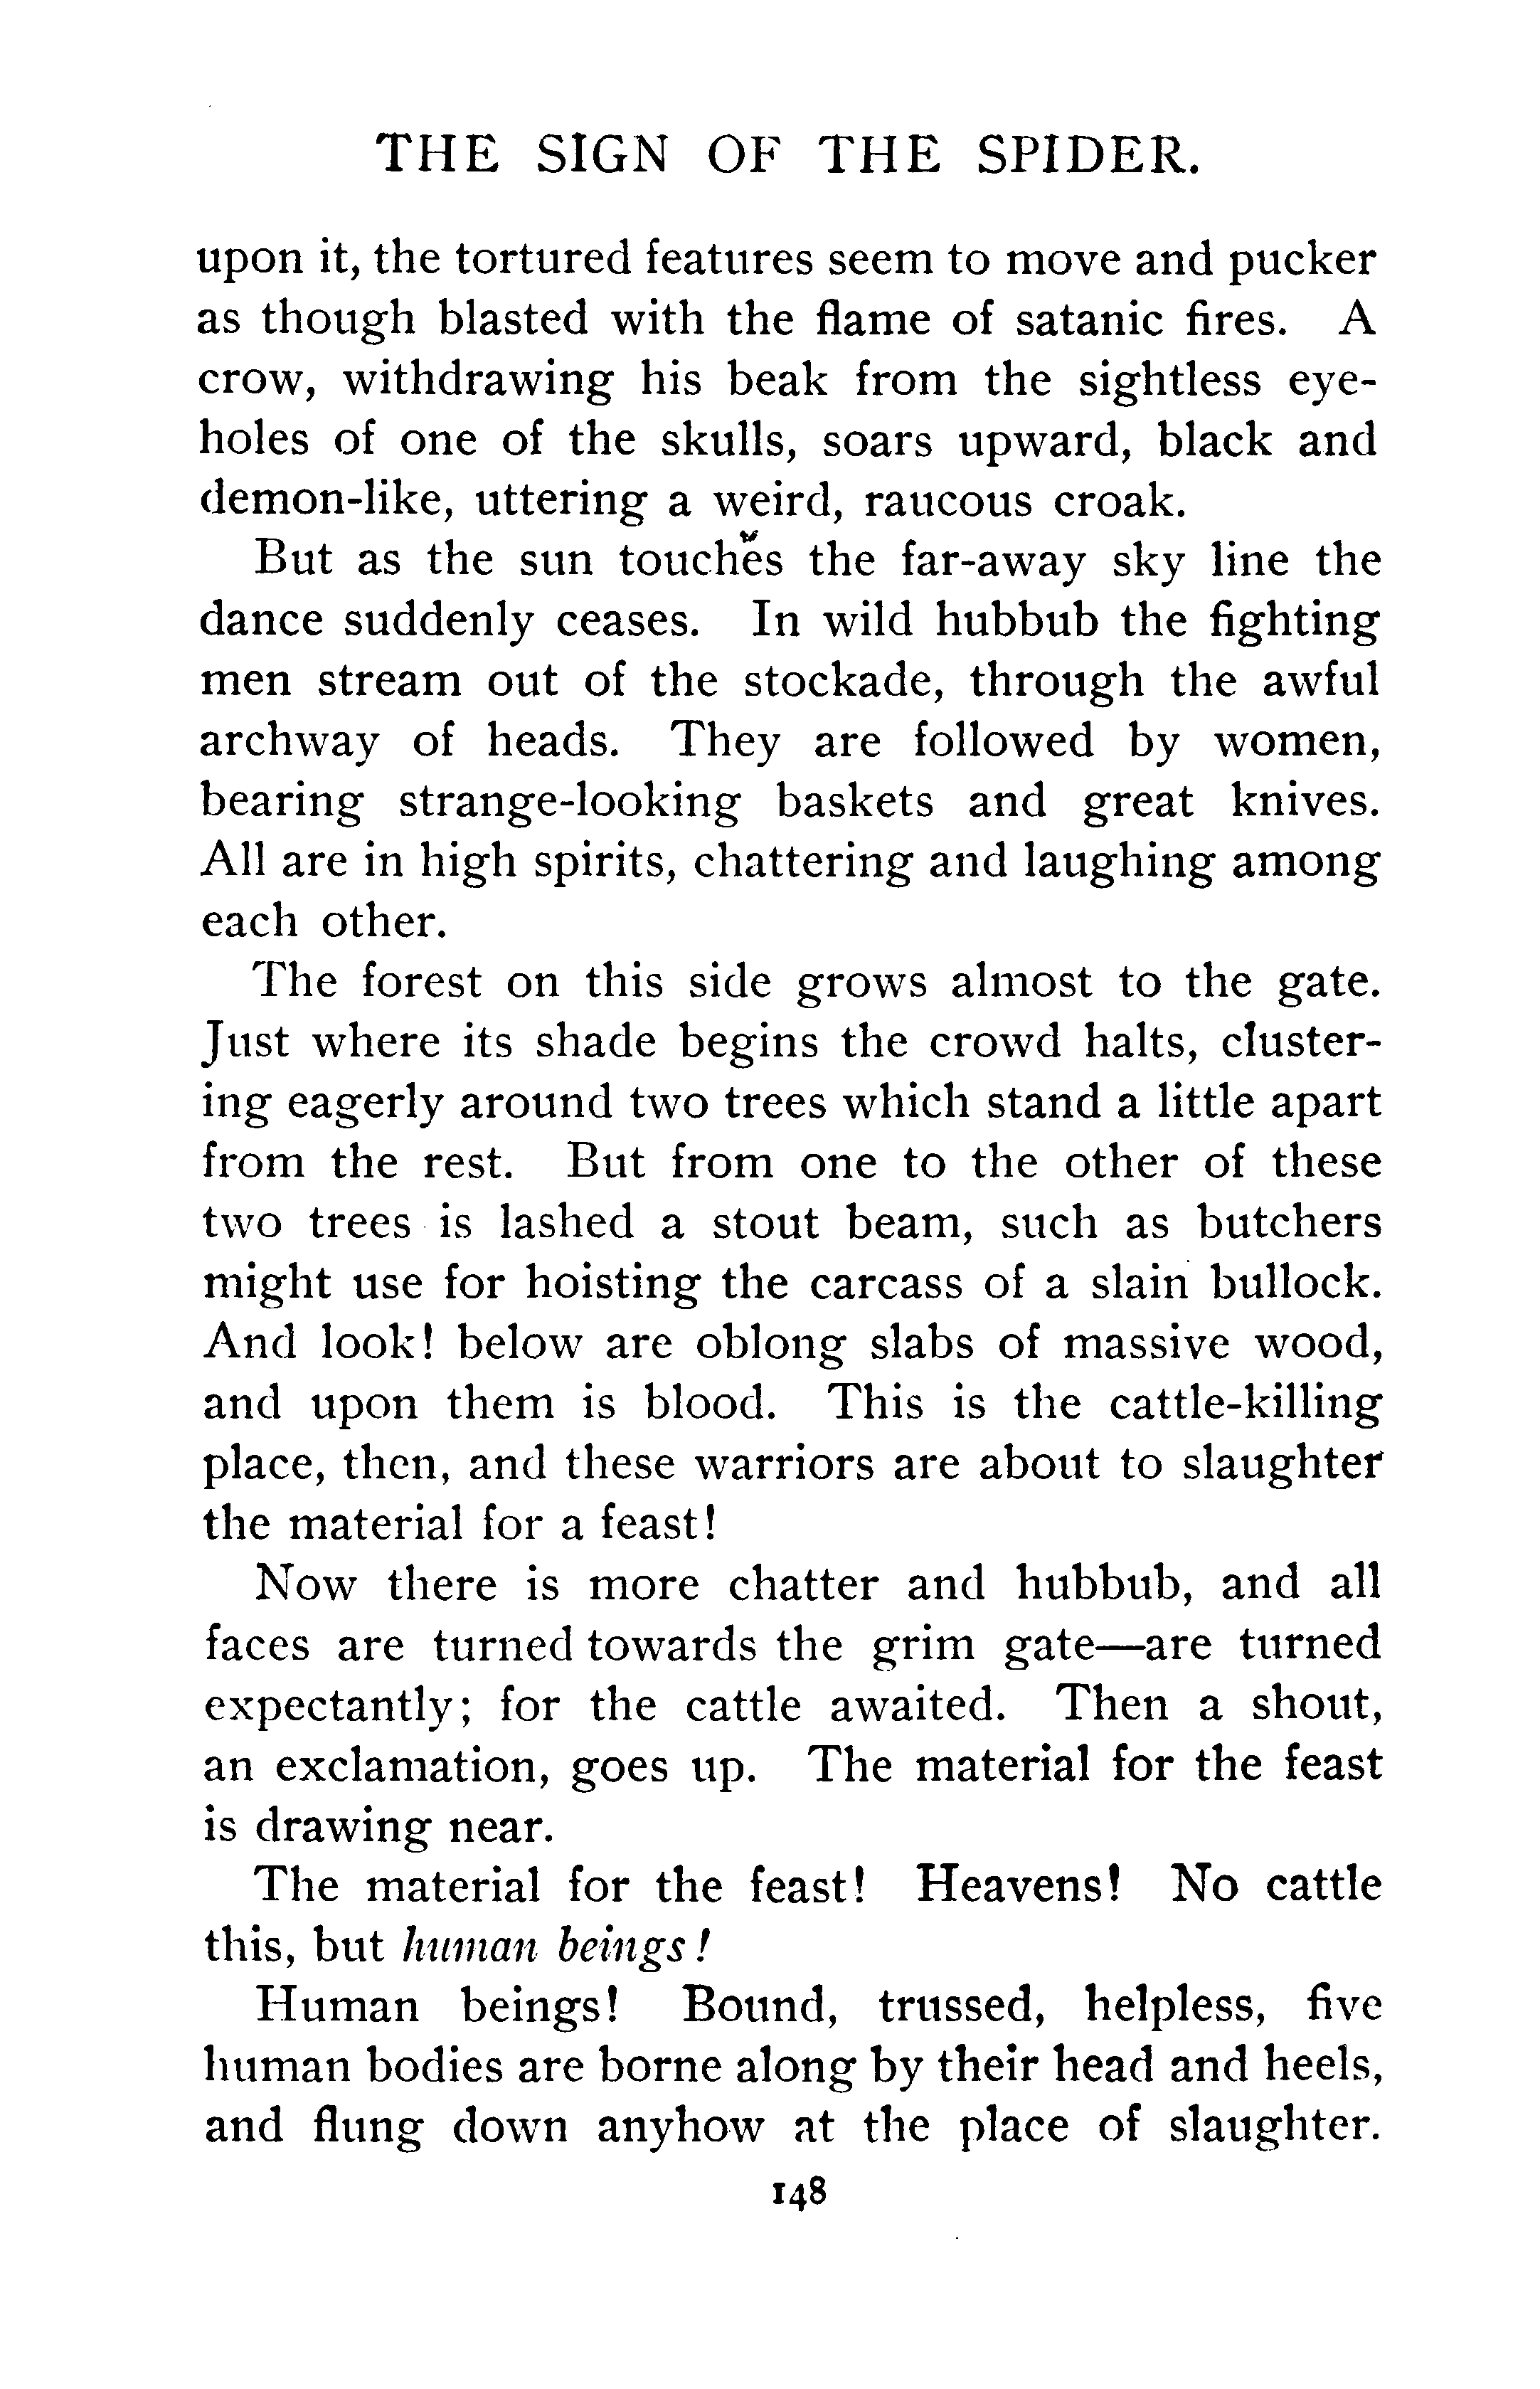 THE SIGN OF THE SPIDER.
upon it, the tortured features seem to move and pucker
as though blasted with the flame of satanic fires. A
crow, withdrawing his beak from the sightless eye-
holes of one of the skulls, soars upward, black and
demon-like, uttering a weird, raucous croak.
But as the sun touches the far-away sky line the
dance suddenly ceases. In wild hubbub the fighting
men stream out of the stockade, through the awful
archway of heads. They are followed by women,
bearing strange-looking baskets and great knives.
All are in high spirits, chattering and laughing among
each other.
The forest on this side grows almost to the gate.
Just where its shade begins the crowd halts, cluster-
ing eagerly around two trees which stand a little apart
from the rest. But from one to the other of these
two trees is lashed a stout beam, such as butchers
might use for hoisting the carcass of a slain bullock.
And look! below are oblong slabs of massive wood,
and upon them is blood. This is the cattle-killing
place, then, and these warriors are about to slaughter
the material for a feast!
Now there is more chatter and hubbub, and all
faces are turned towards the grim gate—are turned
expectantly; for the cattle awaited. Then a shout,
an exclamation, goes up. The material for the feast
is drawing near.
The material for the feast! Heavens! No cattle
this, but human beings!
Human beings! Bound, trussed, helpless, five
human bodies are borne along by their head and heels,
and flung down anyhow at the place of slaughter.
148